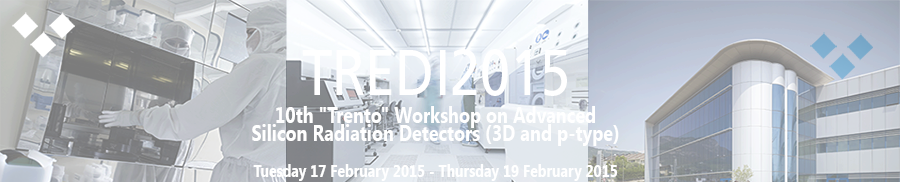 TREDI2015
10th "Trento" Workshop on Advanced
Silicon Radiation Detectors (3D and p-type)
Tuesday 17 February 2015 - Thursday 19 February 2015